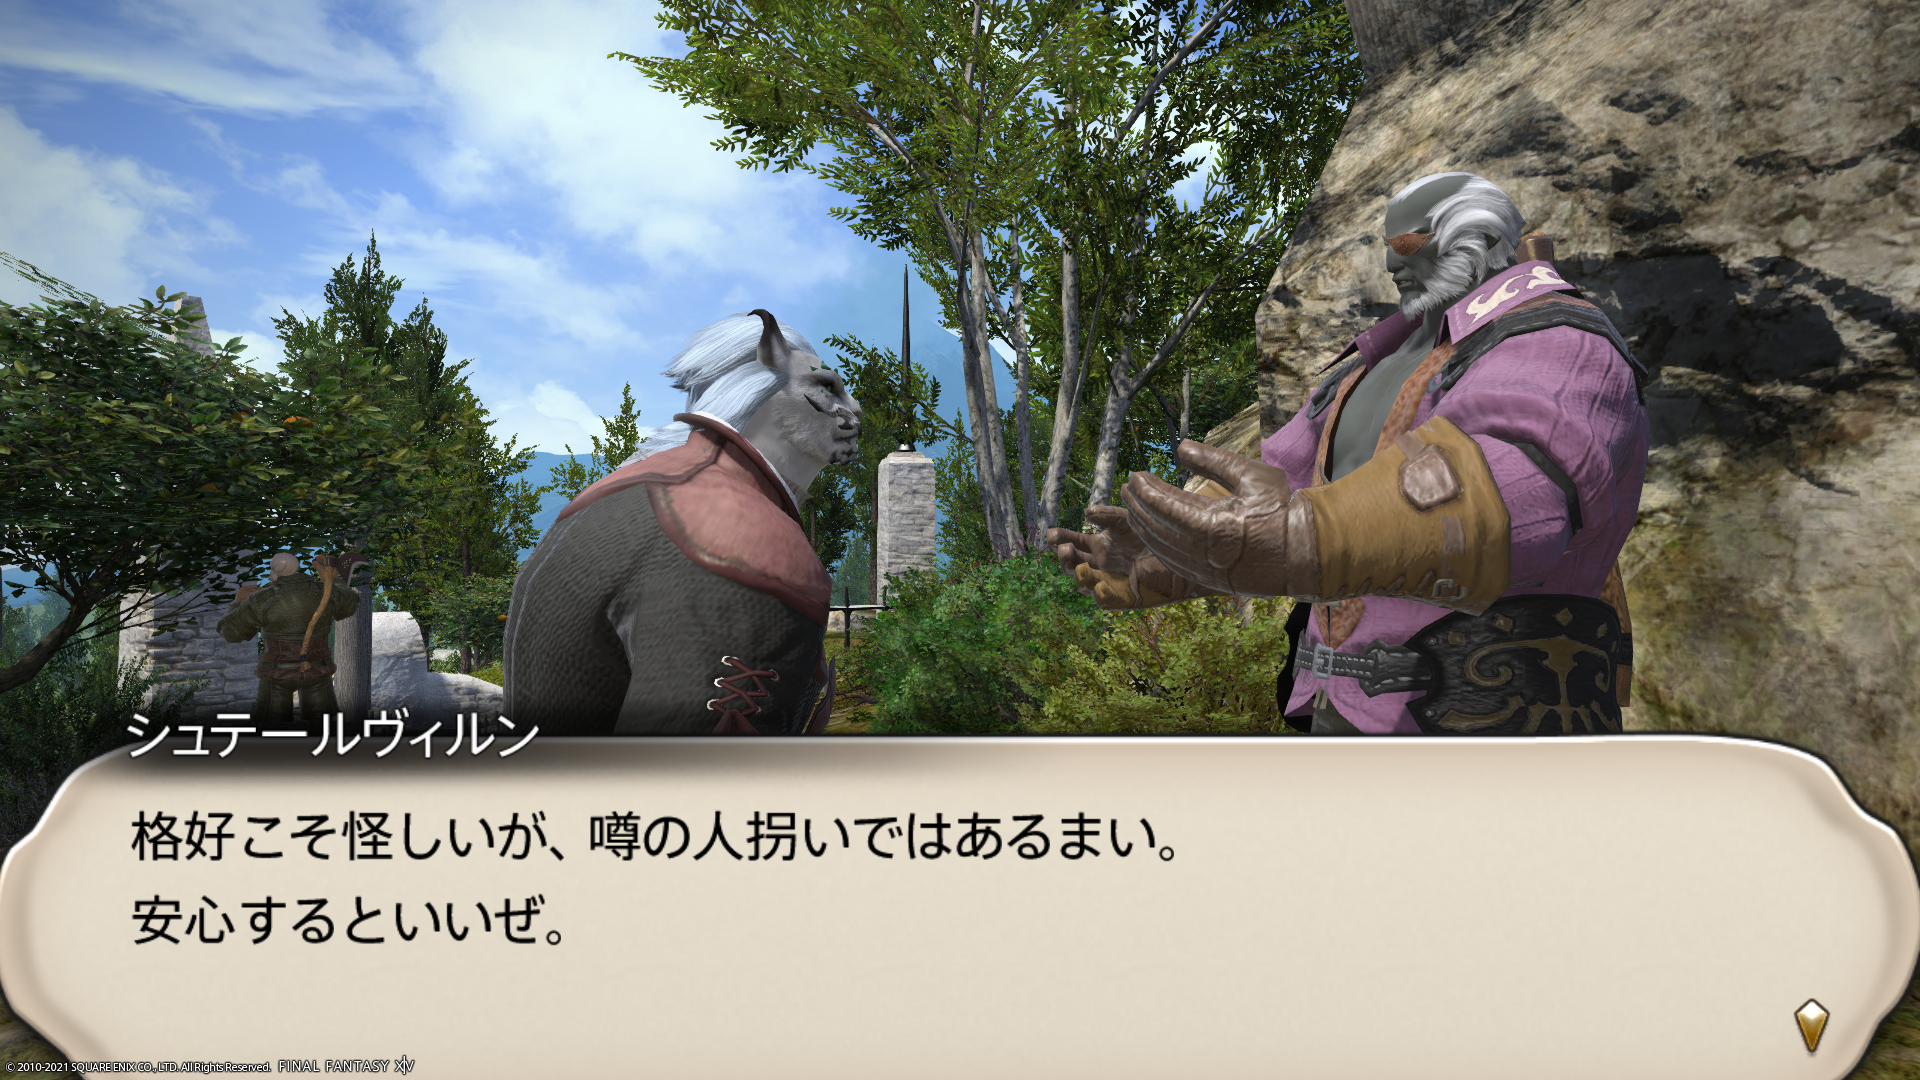 シュテールヴィルン
格好こそ怪しいが、噂の人拐いではあるまい。
安心するといいぜ。
© 2010-2021 SQUARE ENIX CO., LTD. All Rights Reserved. FINAL FANTASY XIV